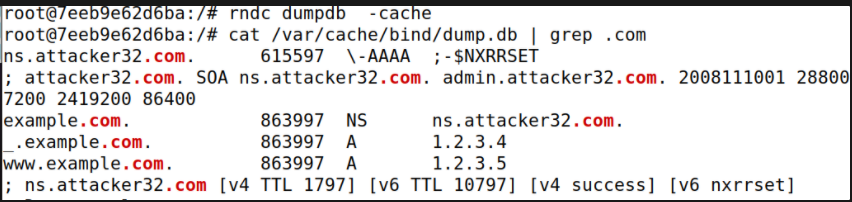 root@7eeb9e62d6ba:/# rndc dumpdb  -cache
root@7eeb9e62d6ba:/# cat /var/cache/bind/dump.db | grep .com
ns.attacker32.com.      615597  \-AAAA  ;-$NXRRSET
; attacker32.com. SOA ns.attacker32.com. admin.attacker32.com. 2008111001 28800
7200 2419200 86400
example.com.            863997  NS      ns.attacker32.com.
_.example.com.          863997  A       1.2.3.4
www.example.com.        863997  A       1.2.3.5
; ns.attacker32.com [v4 TTL 1797] [v6 TTL 10797] [v4 success] [v6 nxrrset]